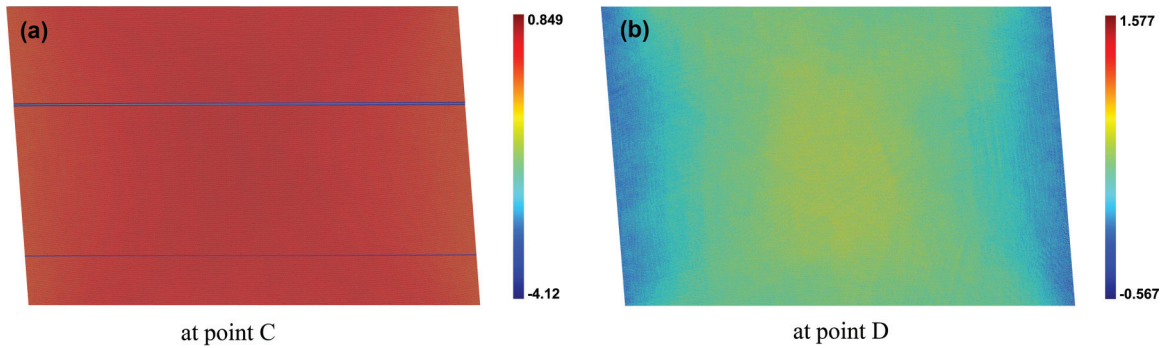 (a)
0.849
-4.12
at point C
(b)
1.577
-0.567
at point D